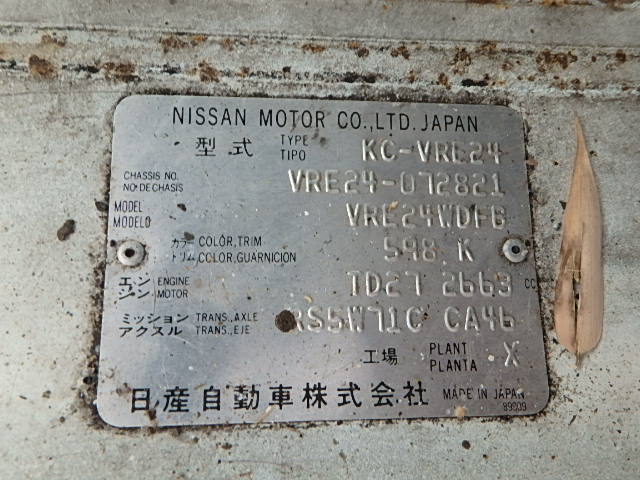 NISSAN MOTOR CO., LTD. JAPAN
型式 TYPE TIPO KC-VRE24
CHASSIS NO. NO. DE CHASIS VRE24-072821
MODEL MODELO VRE24WDFB
カラー トリム COLOR, TRIM COLOR, GUARNICION 598 K
エンジン ENGINE MOTOR TD27 2663 CC
ミッション アクスル TRANS., AXLE TRANS., EJE RS5W71C CA46
工場 PLANT PLANTA X
日産自動車株式会社 MADE IN JAPAN